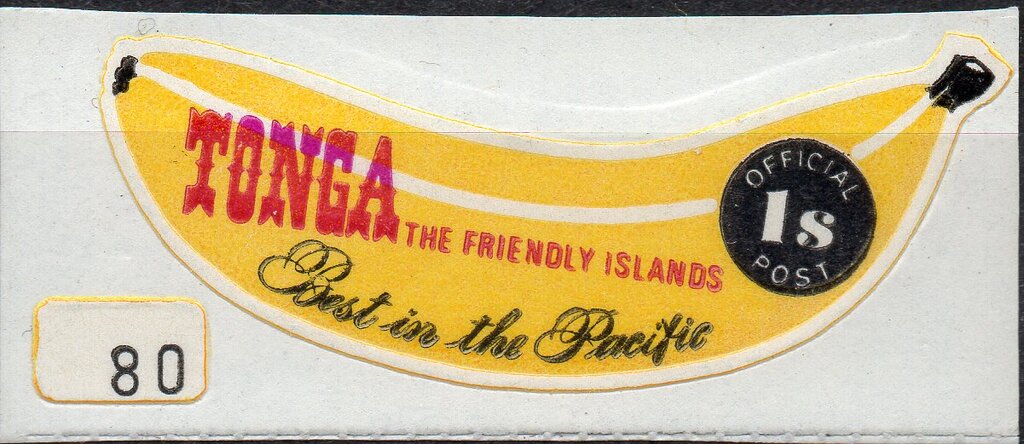 TONGA
THE FRIENDLY ISLANDS
Best in the Pacific
OFFICIAL
1s
POST
80